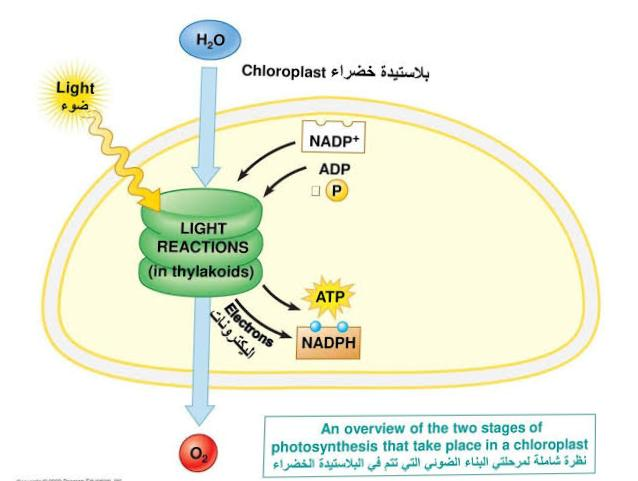 H₂O
Chloroplast بلاستيدة خضراء
Light
ضوء
NADP⁺
ADP
P
LIGHT
REACTIONS
(in thylakoids)
ATP
Electrons
اليكترونات
NADPH
O₂
An overview of the two stages of
photosynthesis that take place in a chloroplast
نظرة شاملة لمرحلتي البناء الضوئي التي تتم في البلاستيدة الخضراء